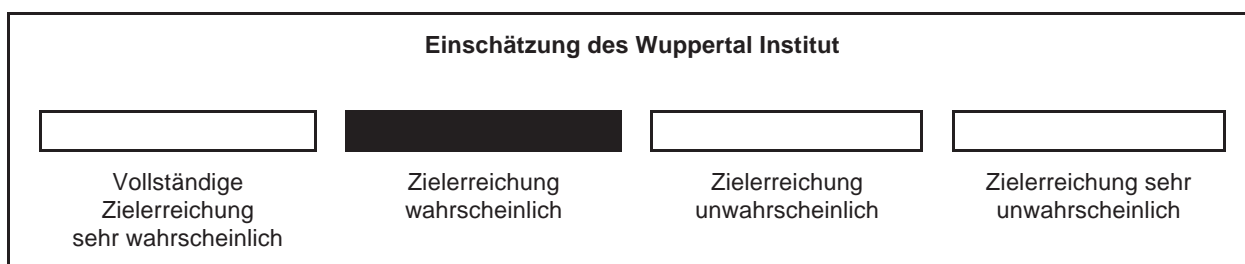 Einschätzung des Wuppertal Institut
Vollständige
Zielerreichung
sehr wahrscheinlich
Zielerreichung
wahrscheinlich
Zielerreichung
unwahrscheinlich
Zielerreichung sehr
unwahrscheinlich